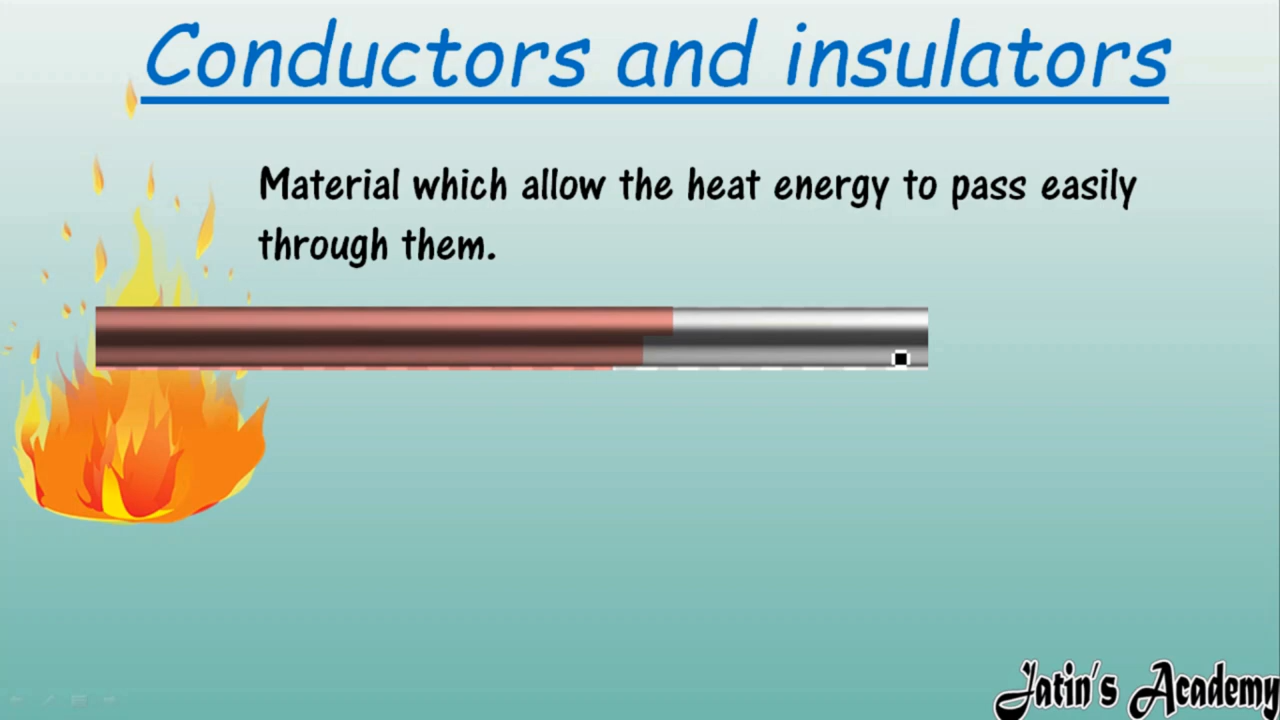 Conductors and insulators
Material which allow the heat energy to pass easily
through them.
Jatin's Academy